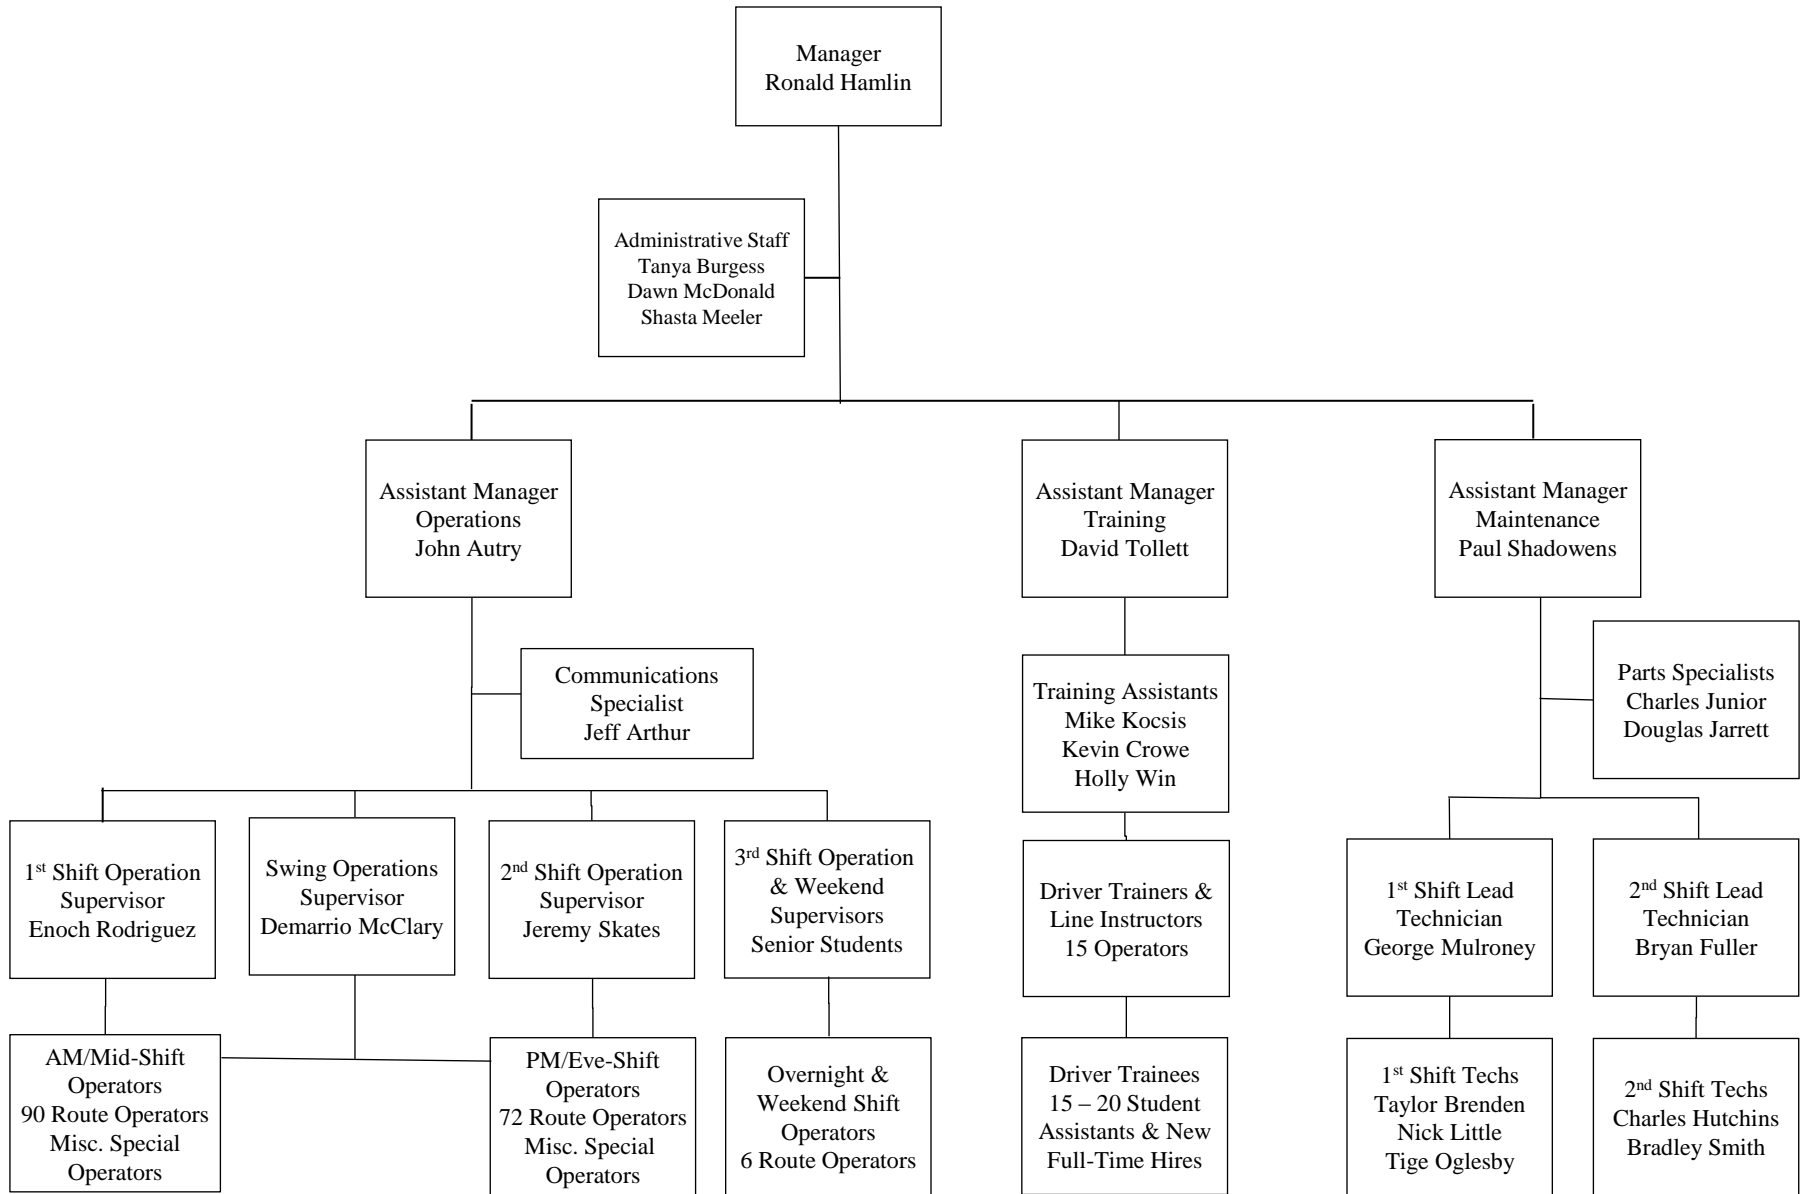 Manager
Ronald Hamlin
Administrative Staff
Tanya Burgess
Dawn McDonald
Shasta Meeler
Assistant Manager
Operations
John Autry
Assistant Manager
Training
David Tollett
Assistant Manager
Maintenance
Paul Shadowens
Communications
Specialist
Jeff Arthur
Training Assistants
Mike Kocsis
Kevin Crowe
Holly Win
Parts Specialists
Charles Junior
Douglas Jarrett
1st Shift Operation
Supervisor
Enoch Rodriguez
Swing Operations
Supervisor
Demarrio McClary
2nd Shift Operation
Supervisor
Jeremy Skates
3rd Shift Operation
& Weekend
Supervisors
Senior Students
Driver Trainers &
Line Instructors
15 Operators
1st Shift Lead
Technician
George Mulroney
2nd Shift Lead
Technician
Bryan Fuller
AM/Mid-Shift
Operators
90 Route Operators
Misc. Special
Operators
PM/Eve-Shift
Operators
72 Route Operators
Misc. Special
Operators
Overnight &
Weekend Shift
Operators
6 Route Operators
Driver Trainees
15 – 20 Student
Assistants & New
Full-Time Hires
1st Shift Techs
Taylor Brenden
Nick Little
Tige Oglesby
2nd Shift Techs
Charles Hutchins
Bradley Smith